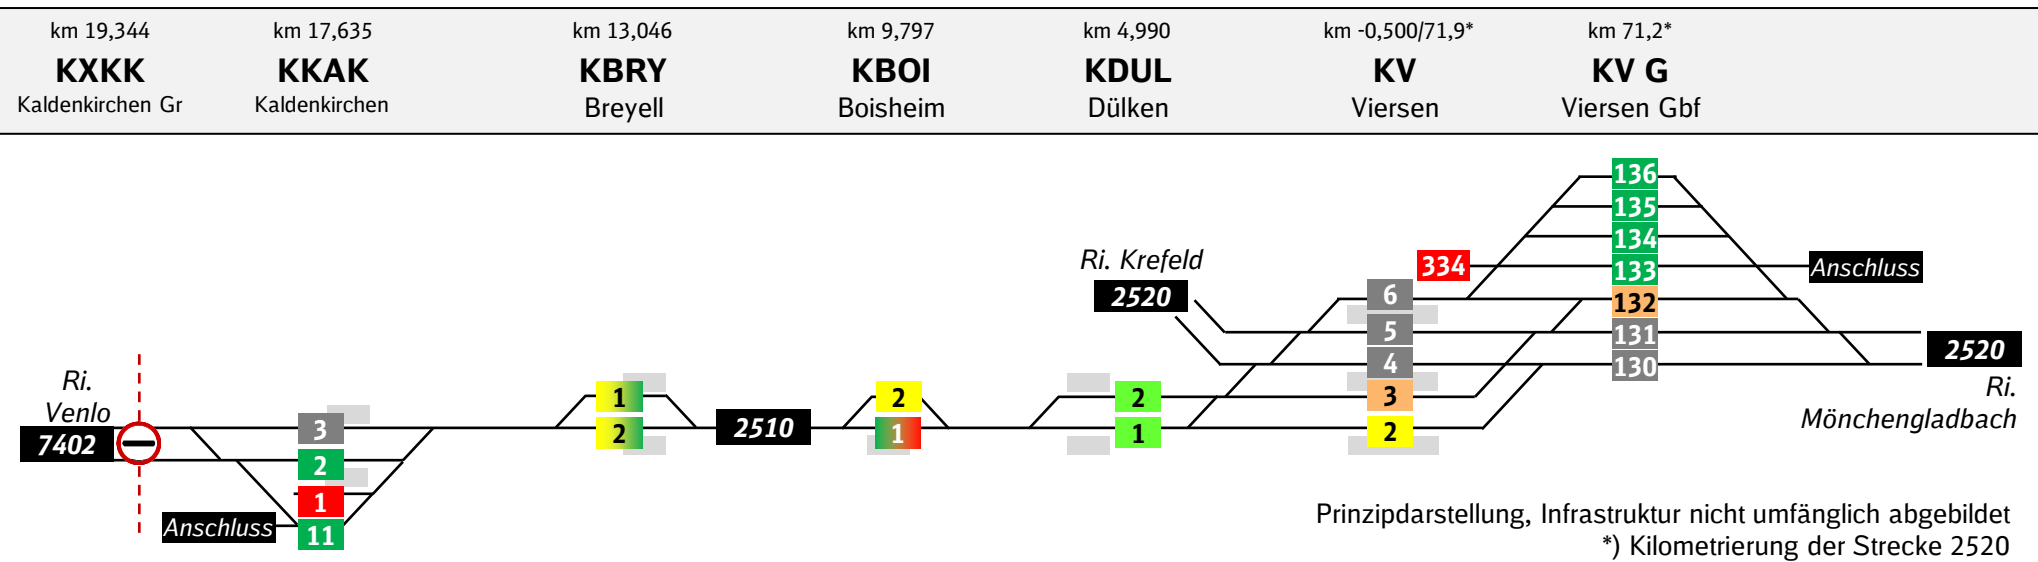 km 19,344 km 17,635 km 13,046 km 9,797 km 4,990 km -0,500/71,9* km 71,2*
KXKK KKAK KBRY KBOI KDUL KV KV G
Kaldenkirchen Gr Kaldenkirchen Breyell Boisheim Dülken Viersen Viersen Gbf
136
135
134
133
132
131
130
Anschluss
334
Ri. Krefeld
2520
6
5
4
3
2
2520
Ri.
Mönchengladbach
Ri.
Venlo
7402
3
2
1
11
Anschluss
1
2
2510
2
1
2
1
Prinzipdarstellung, Infrastruktur nicht umfänglich abgebildet
*) Kilometrierung der Strecke 2520